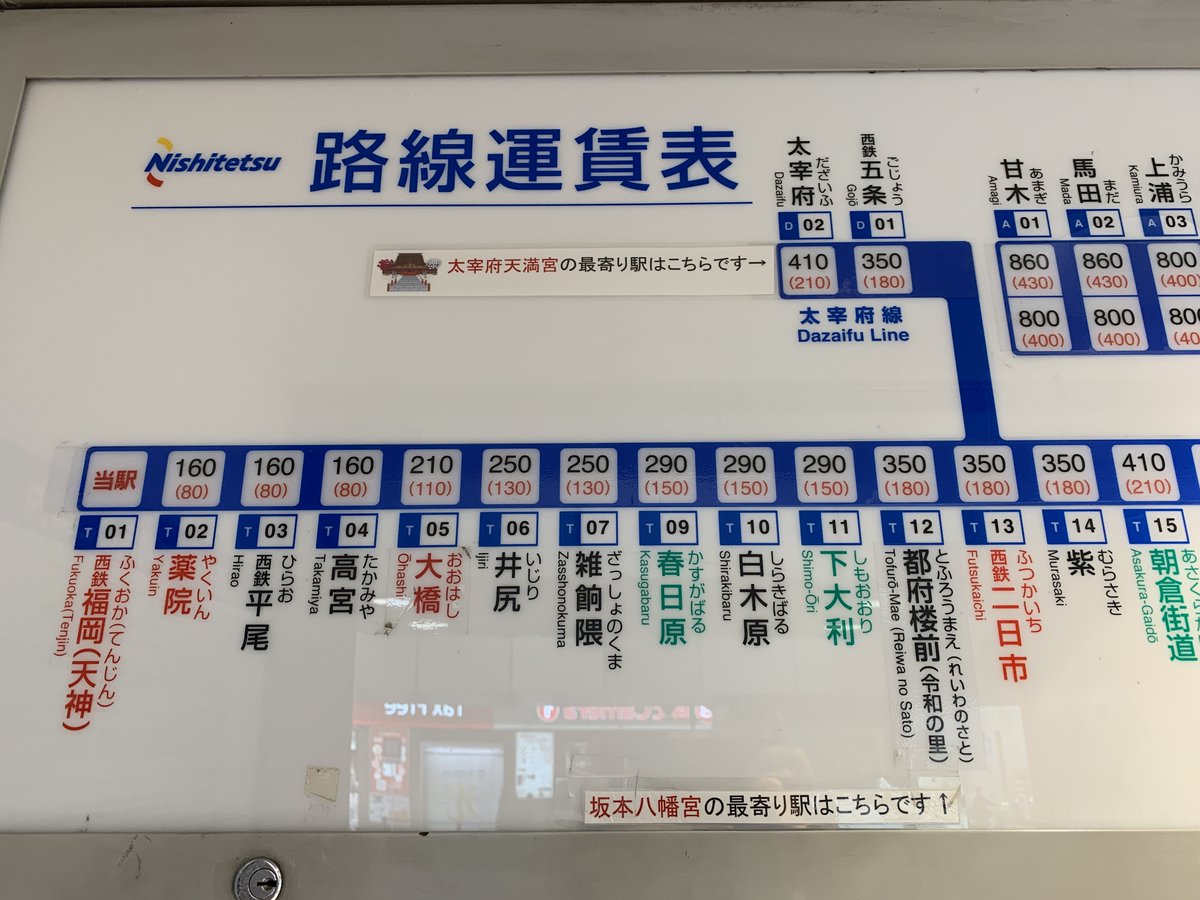 Nishitetsu
路線運賃表
太宰府 だざいふ
Dazaifu
西鉄五条 ごじょう
Gojō
甘木 あまぎ
Amagi
馬田 まだ
Mada
上浦 かみうら
Kamiura
D 02
D 01
A 01
A 02
A 03
太宰府天満宮の最寄り駅はこちらです→
410 (210)
350 (180)
860 (430)
860 (430)
800 (400)
800 (400)
800 (400)
太宰府線
Dazaifu Line
当駅
160 (80)
160 (80)
160 (80)
210 (110)
250 (130)
250 (130)
290 (150)
290 (150)
290 (150)
350 (180)
350 (180)
350 (180)
410 (210)
T 01
T 02
T 03
T 04
T 05
T 06
T 07
T 09
T 10
T 11
T 12
T 13
T 14
T 15
ふくおか(てんじん)
西鉄福岡(天神)
Fukuoka(Tenjin)
やくいん
薬院
Yakuin
ひらお
西鉄平尾
Hirao
たかみや
高宮
Takamiya
おおはし
大橋
Ōhashi
いじり
井尻
Ijiri
ざっしょのくま
雑餉隈
Zasshonokuma
かすがばる
春日原
Kasugabaru
しらきばる
白木原
Shirakibaru
しもおおり
下大利
Shimo-Ōri
とふろうまえ(れいわのさと)
都府楼前(令和の里)
Tofurō-Mae (Reiwa no Sato)
ふつかいち
西鉄二日市
Futsukaichi
むらさき
紫
Murasaki
朝倉街道
Asakura-Gaidō
坂本八幡宮の最寄り駅はこちらです↑